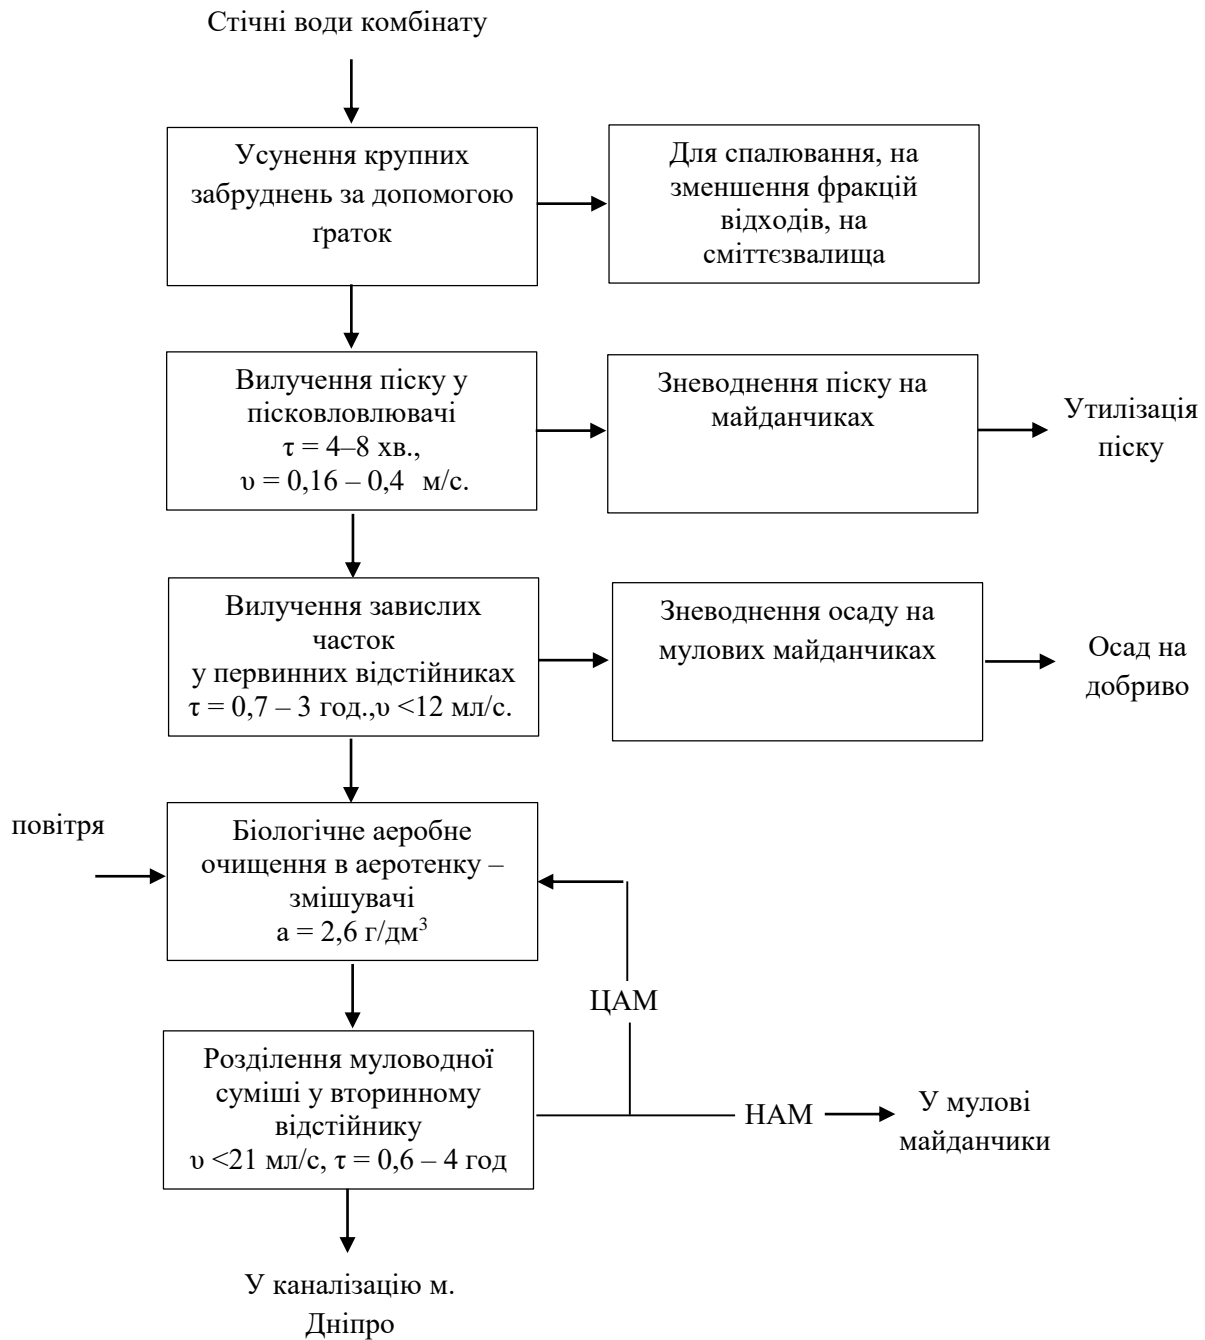 Стічні води комбінату
Усунення крупних
забруднень за допомогою
ґраток
Для спалювання, на
зменшення фракцій
відходів, на
сміттєзвалища
Вилучення піску у
пісковловлювачі
τ = 4–8 хв.,
υ = 0,16 – 0,4 м/с.
Зневоднення піску на
майданчиках
Утилізація
піску
Вилучення завислих
часток
у первинних відстійниках
τ = 0,7 – 3 год.,υ <12 мл/с.
Зневоднення осаду на
мулових майданчиках
Осад на
добриво
повітря
Біологічне аеробне
очищення в аеротенку –
змішувачі
а = 2,6 г/дм³
ЦАМ
Розділення муловодної
суміші у вторинному
відстійнику
υ <21 мл/с, τ = 0,6 – 4 год
НАМ
У мулові
майданчики
У каналізацію м.
Дніпро